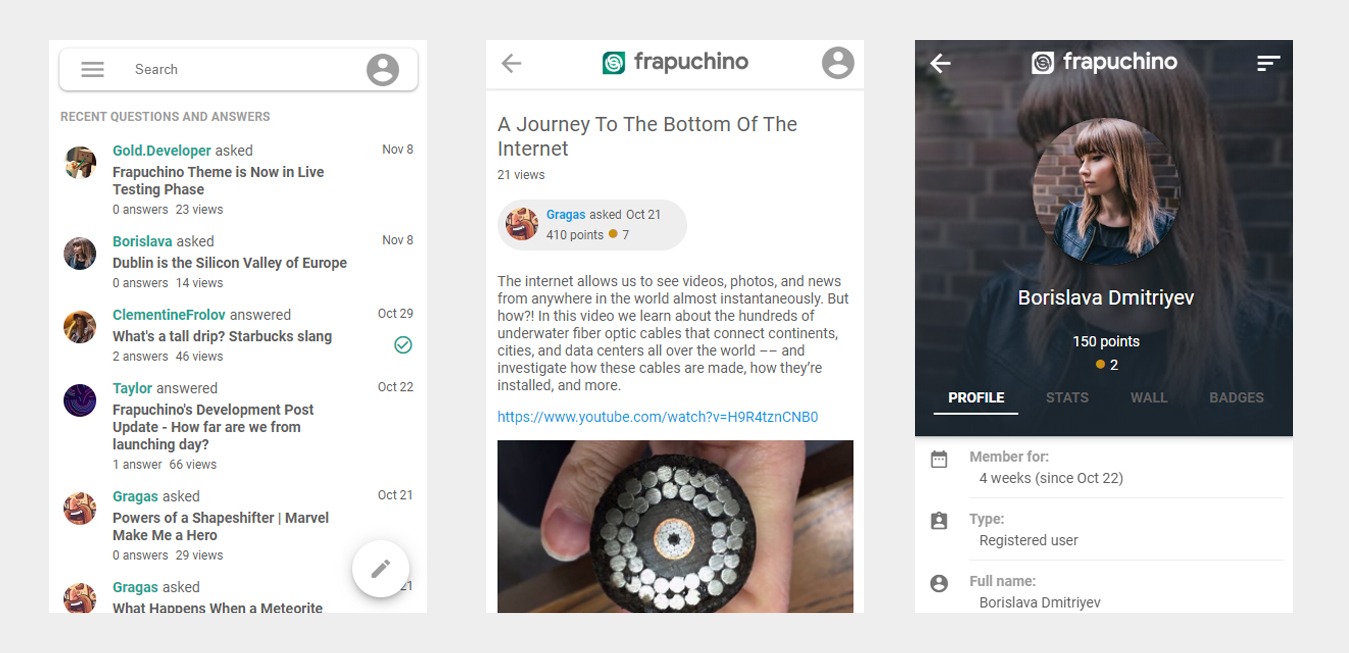 Search
RECENT QUESTIONS AND ANSWERS
Gold.Developer asked
Nov 8
Frapuchino Theme is Now in Live
Testing Phase
0 answers 23 views
Borislava asked
Nov 8
Dublin is the Silicon Valley of Europe
0 answers 14 views
ClementineFrolov answered
Oct 29
What's a tall drip? Starbucks slang
2 answers 46 views
Taylor answered
Oct 22
Frapuchino's Development Post
Update - How far are we from
launching day?
1 answer 66 views
Gragas asked
Oct 21
Powers of a Shapeshifter | Marvel
Make Me a Hero
0 answers 29 views
Gragas asked
21
What Happens When a Meteorite
frapuchino
A Journey To The Bottom Of The
Internet
21 views
Gragas asked Oct 21
410 points 7
The internet allows us to see videos, photos, and news
from anywhere in the world almost instantaneously. But
how?! In this video we learn about the hundreds of
underwater fiber optic cables that connect continents,
cities, and data centers all over the world –– and
investigate how these cables are made, how they’re
installed, and more.
https://www.youtube.com/watch?v=H9R4tznCNB0
frapuchino
Borislava Dmitriyev
150 points
2
PROFILE STATS WALL BADGES
Member for:
4 weeks (since Oct 22)
Type:
Registered user
Full name:
Borislava Dmitriyev